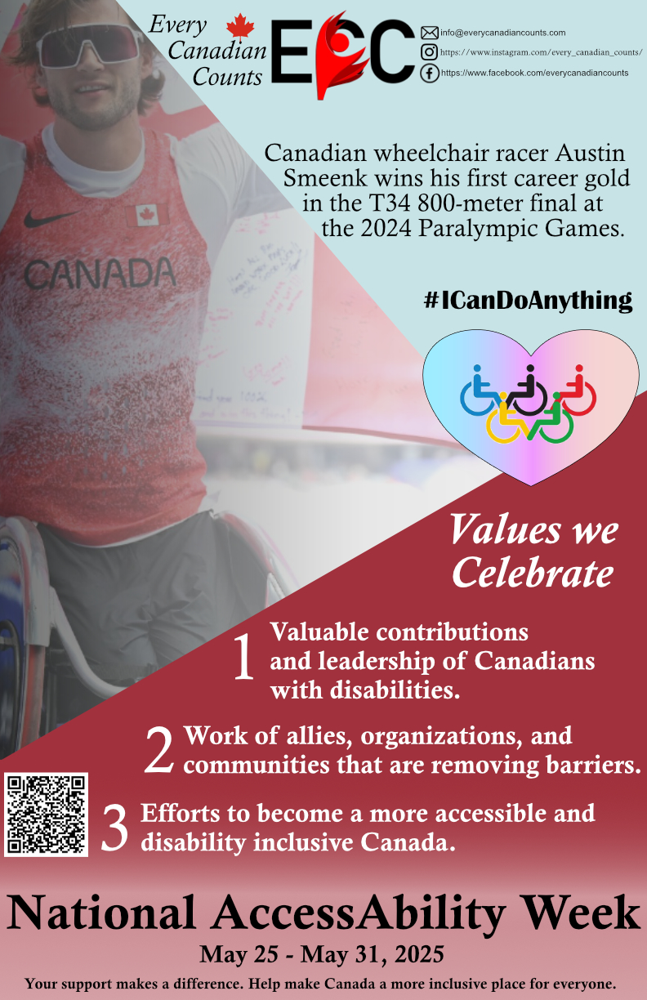 Every
Canadian
Counts
ECC
info@everycanadiancounts.com
https://www.instagram.com/every_canadian_counts/
https://www.facebook.com/everycanadiancounts
Canadian wheelchair racer Austin
Smeenk wins his first career gold
in the T34 800-meter final at
the 2024 Paralympic Games.
CANADA
#ICanDoAnything
Values we
Celebrate
1
Valuable contributions
and leadership of Canadians
with disabilities.
2
Work of allies, organizations, and
communities that are removing barriers.
3
Efforts to become a more accessible and
disability inclusive Canada.
National AccessAbility Week
May 25 - May 31, 2025
Your support makes a difference. Help make Canada a more inclusive place for everyone.